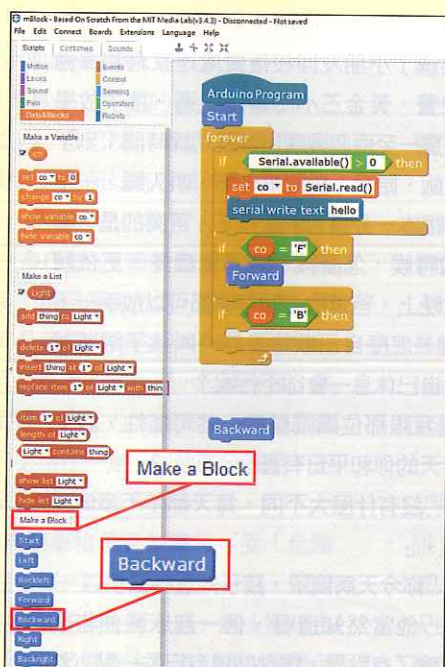 mBlock - Based On Scratch From the MIT Media Lab(v3.4.3) - Disconnected - Not saved
File Edit Connect Boards Extensions Language Help
Scripts Costumes Sounds
Motion Events
Looks Control
Sound Sensing
Pen Operators
Data&Blocks Robots
Make a Variable
co
set co to 0
change co by 1
show variable co
hide variable co
Make a List
Light
add thing to Light
delete 1 of Light
insert thing at 1 of Light
replace item 1 of Light with thin
item 1 of Light
length of Light
Light contains thing
show list Light
hide list Light
Make a Block
Start
Left
Backleft
Forward
Backward
Right
Backright
Arduino Program
Start
forever
if Serial.available() > 0 then
set co to Serial.read()
serial write text hello
if co = 'F' then
Forward
if co = 'B' then
Backward
Make a Block
Backward